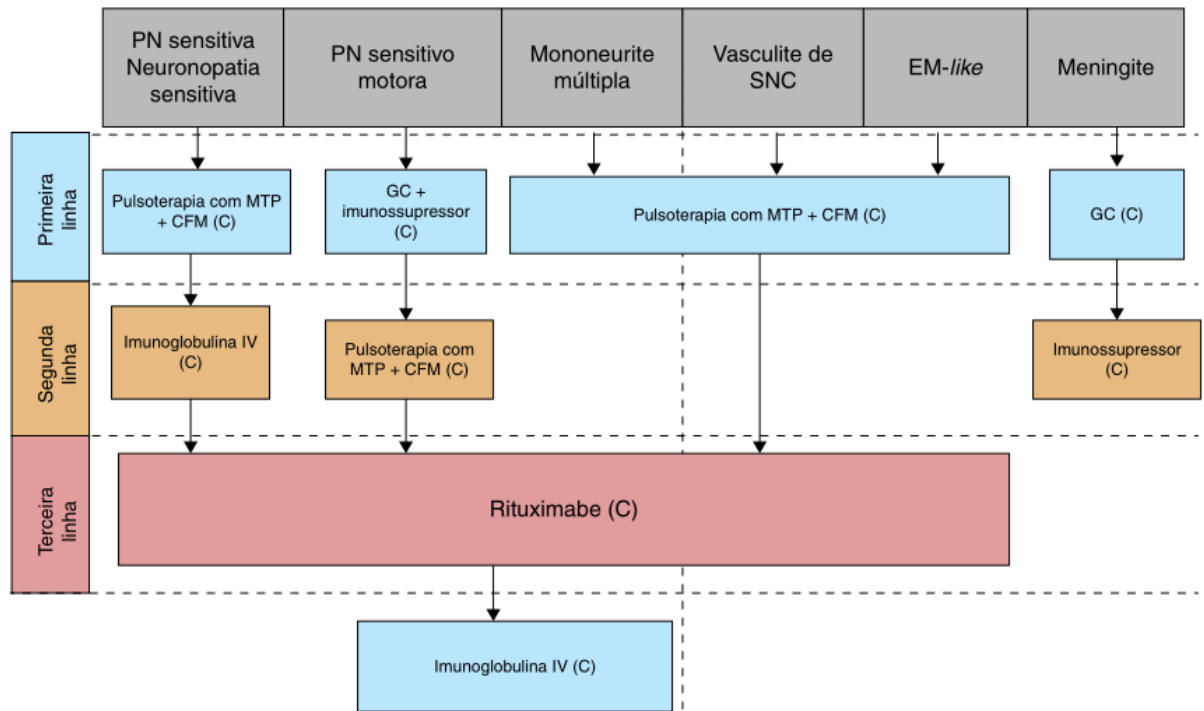 PN sensitiva
Neuronopatia
sensitiva
PN sensitivo
motora
Mononeurite
múltipla
Vasculite de
SNC
EM-like
Meningite
Primeira
linha
Pulsoterapia com MTP
+ CFM (C)
GC +
imunossupressor
(C)
Pulsoterapia com MTP + CFM (C)
GC (C)
Segunda
linha
Imunoglobulina IV
(C)
Pulsoterapia com
MTP + CFM (C)
Imunossupressor
(C)
Terceira
linha
Rituximabe (C)
Imunoglobulina IV (C)